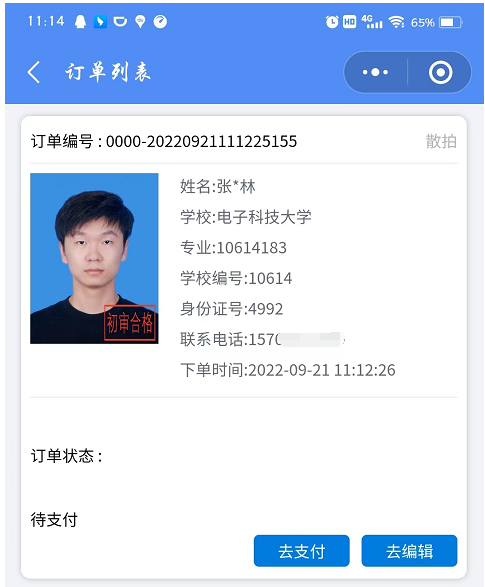 11:14 HD 4G 65%
订单列表
订单编号 : 0000-20220921111225155 散拍
姓名:张*林
学校:电子科技大学
专业:10614183
学校编号:10614
身份证号:4992
联系电话:157
下单时间:2022-09-21 11:12:26
初审合格
订单状态 :
待支付
去支付 去编辑